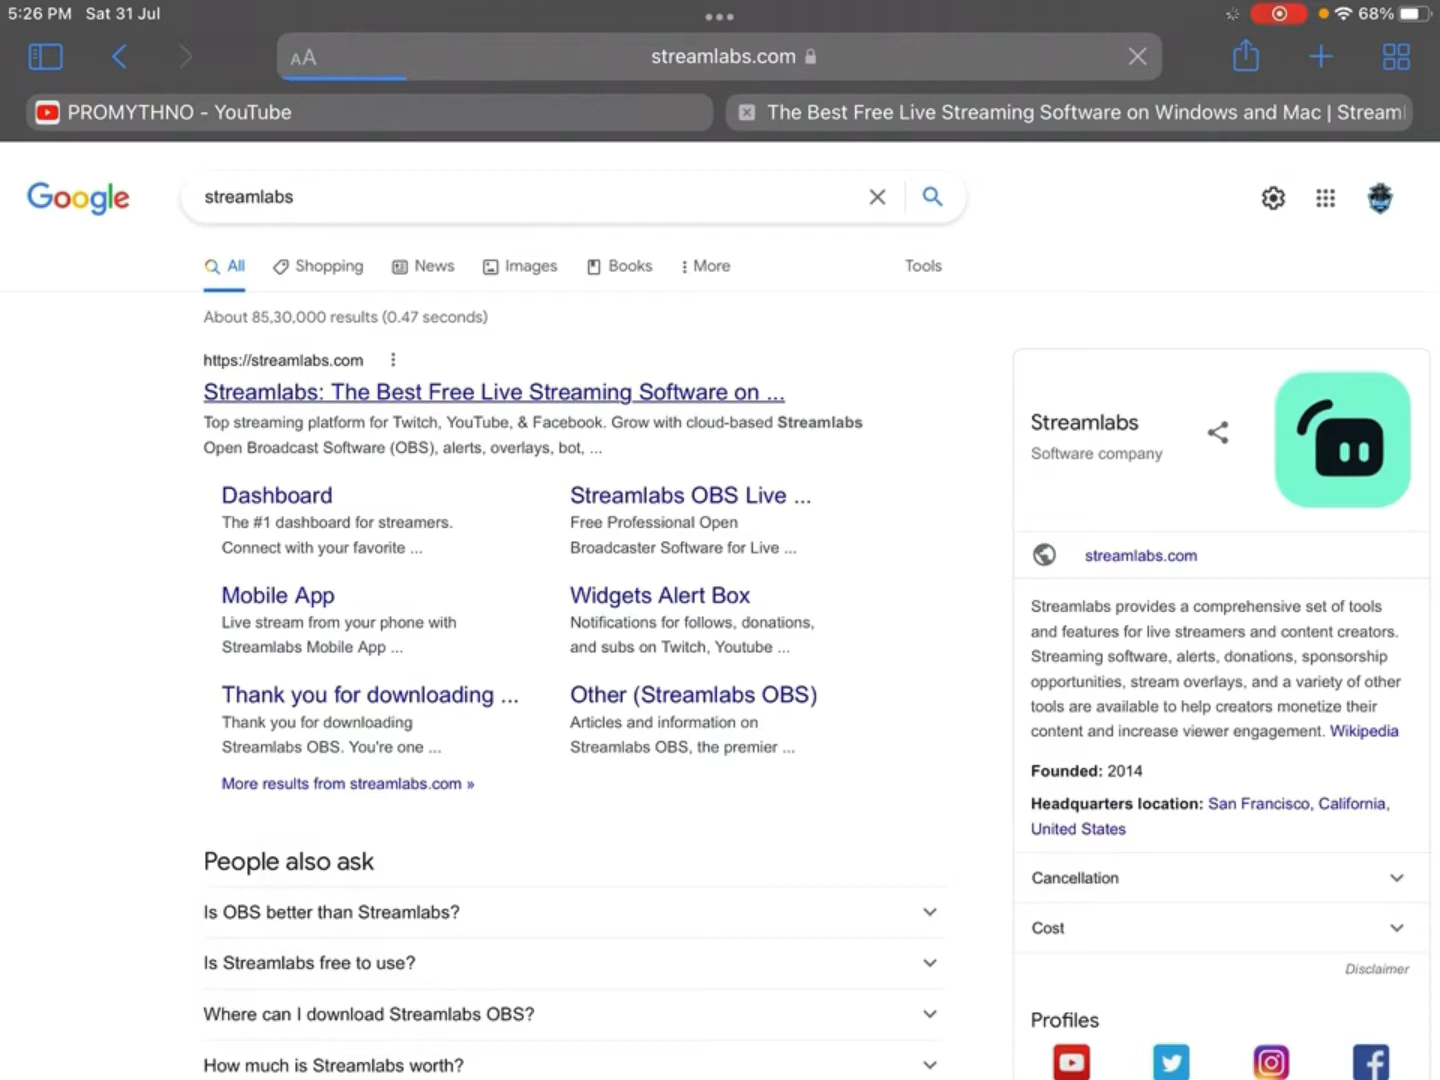 5:26 PM Sat 31 Jul
68%
AA
streamlabs.com
PROMYTHNO - YouTube
The Best Free Live Streaming Software on Windows and Mac | Streaml
Google
streamlabs
All
Shopping
News
Images
Books
More
Tools
About 85,30,000 results (0.47 seconds)
https://streamlabs.com
Streamlabs: The Best Free Live Streaming Software on ...
Top streaming platform for Twitch, YouTube, & Facebook. Grow with cloud-based Streamlabs
Open Broadcast Software (OBS), alerts, overlays, bot, ...
Dashboard
The #1 dashboard for streamers.
Connect with your favorite ...
Streamlabs OBS Live ...
Free Professional Open
Broadcaster Software for Live ...
Mobile App
Live stream from your phone with
Streamlabs Mobile App ...
Widgets Alert Box
Notifications for follows, donations,
and subs on Twitch, Youtube ...
Thank you for downloading ...
Thank you for downloading
Streamlabs OBS. You're one ...
Other (Streamlabs OBS)
Articles and information on
Streamlabs OBS, the premier ...
More results from streamlabs.com »
People also ask
Is OBS better than Streamlabs?
Is Streamlabs free to use?
Where can I download Streamlabs OBS?
How much is Streamlabs worth?
Streamlabs
Software company
streamlabs.com
Streamlabs provides a comprehensive set of tools
and features for live streamers and content creators.
Streaming software, alerts, donations, sponsorship
opportunities, stream overlays, and a variety of other
tools are available to help creators monetize their
content and increase viewer engagement. Wikipedia
Founded: 2014
Headquarters location: San Francisco, California,
United States
Cancellation
Cost
Disclaimer
Profiles